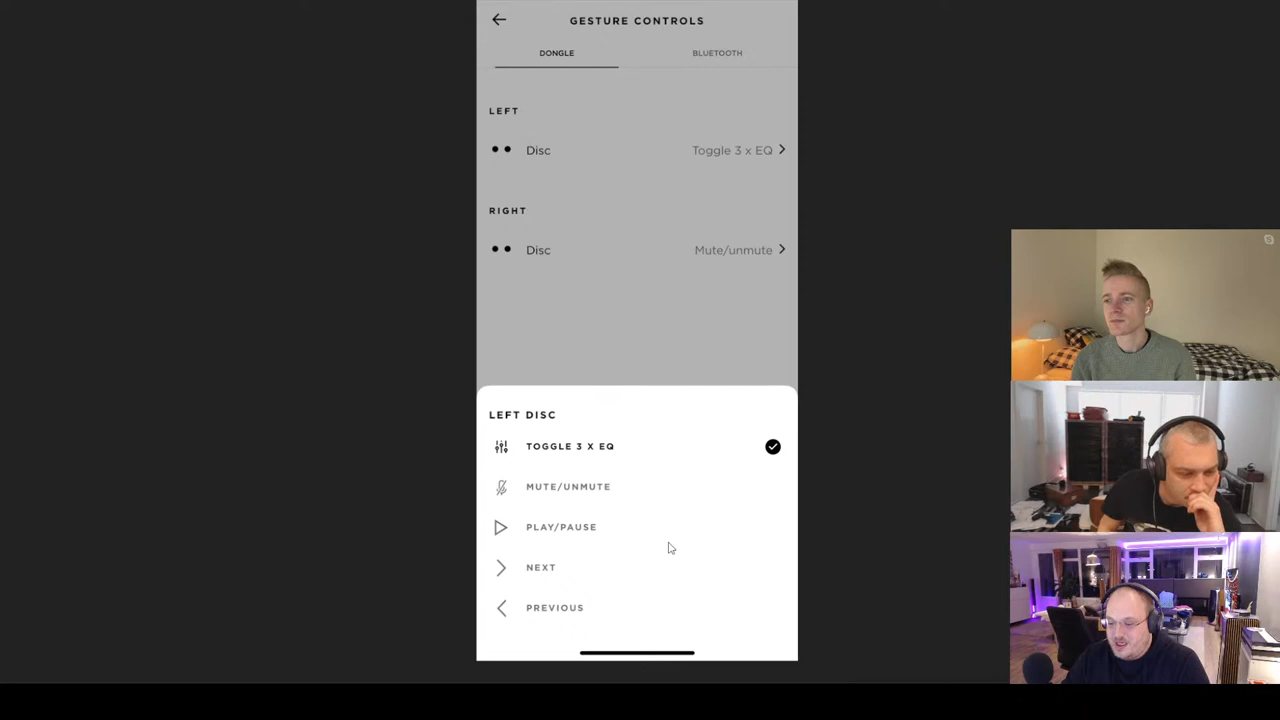 GESTURE CONTROLS
DONGLE
BLUETOOTH
LEFT
Disc
Toggle 3 x EQ
RIGHT
Disc
Mute/unmute
LEFT DISC
TOGGLE 3 X EQ
MUTE/UNMUTE
PLAY/PAUSE
NEXT
PREVIOUS